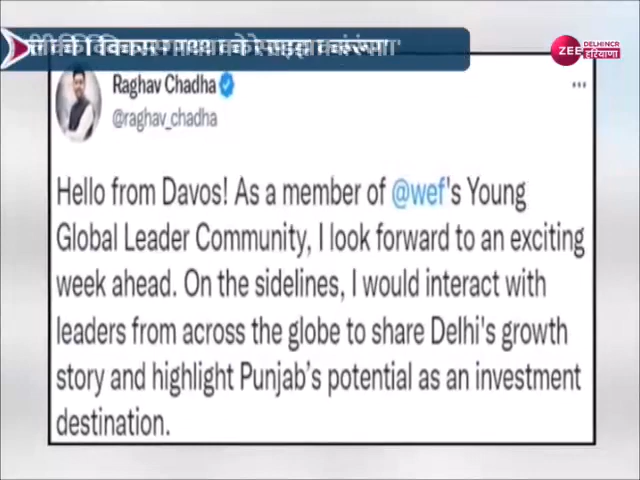 ZEE DELHI NCR
हरियाणा
Raghav Chadha
@raghav_chadha
Hello from Davos! As a member of @wef's Young
Global Leader Community, I look forward to an exciting
week ahead. On the sidelines, I would interact with
leaders from across the globe to share Delhi's growth
story and highlight Punjab's potential as an investment
destination.